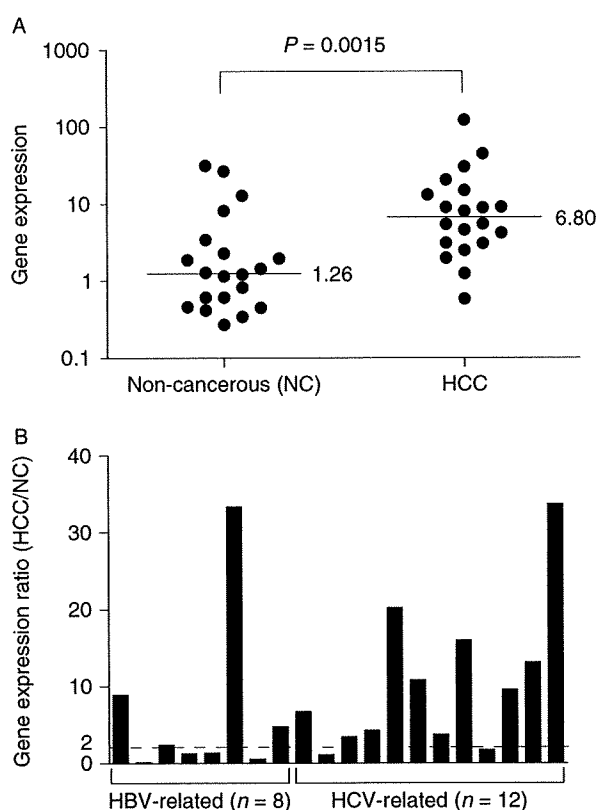 A
P = 0.0015
1000
100
10
1
0.1
Gene expression
1.26
6.80
Non-cancerous (NC)
HCC
B
40
30
20
10
2
0
Gene expression ratio (HCC/NC)
HBV-related (n = 8)
HCV-related (n = 12)